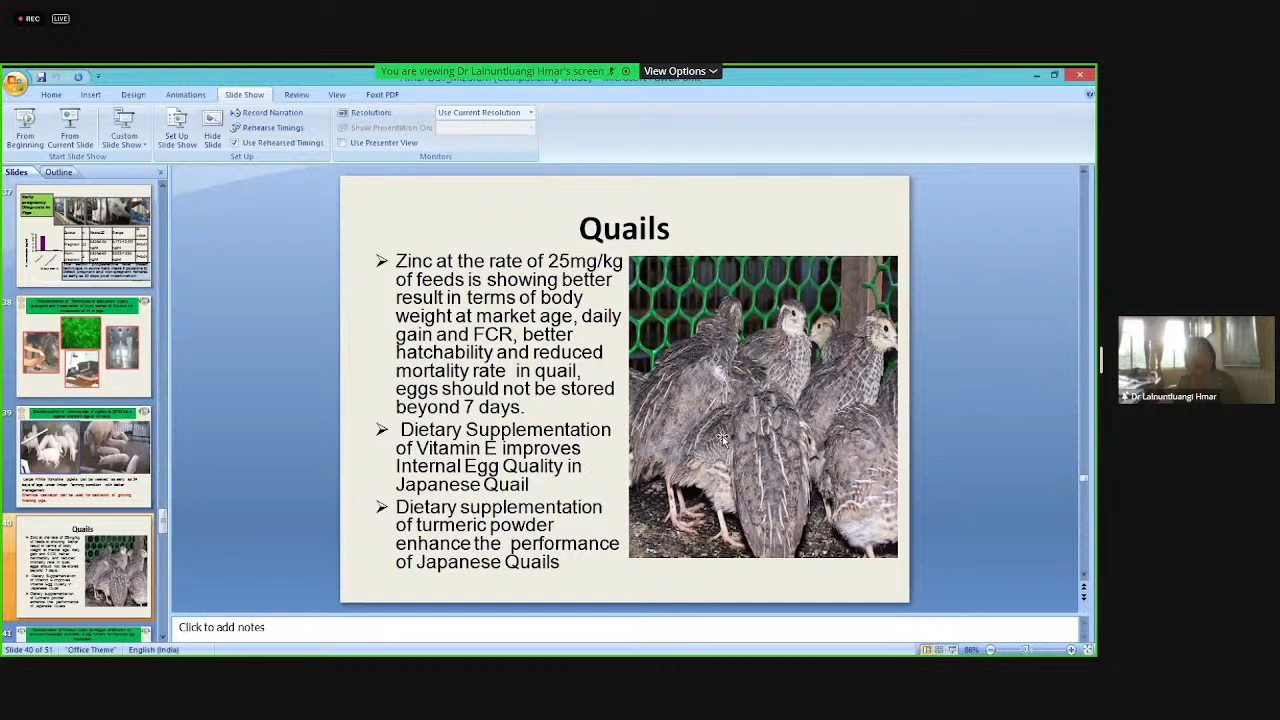 REC
LIVE
You are viewing Dr Lalnuntluangi Hmar's screen
View Options
Home Insert Design Animations Slide Show Review View Foxit PDF
From Beginning
From Current Slide
Custom Slide Show
Start Slide Show
Set Up Slide Show
Hide Slide
Record Narration
Rehearse Timings
Use Rehearsed Timings
Set Up
Resolution:
Use Current Resolution
Show Presentation On:
Use Presenter View
Monitors
Slides Outline
37
38
39
40
41
Quails
Zinc at the rate of 25mg/kg
of feeds is showing better
result in terms of body
weight at market age, daily
gain and FCR, better
hatchability and reduced
mortality rate in quail,
eggs should not be stored
beyond 7 days.
Dietary Supplementation
of Vitamin E improves
Internal Egg Quality in
Japanese Quail
Dietary supplementation
of turmeric powder
enhance the performance
of Japanese Quails
Dr Lalnuntluangi Hmar
Click to add notes
Slide 40 of 51 "Office Theme" English (India)
86%